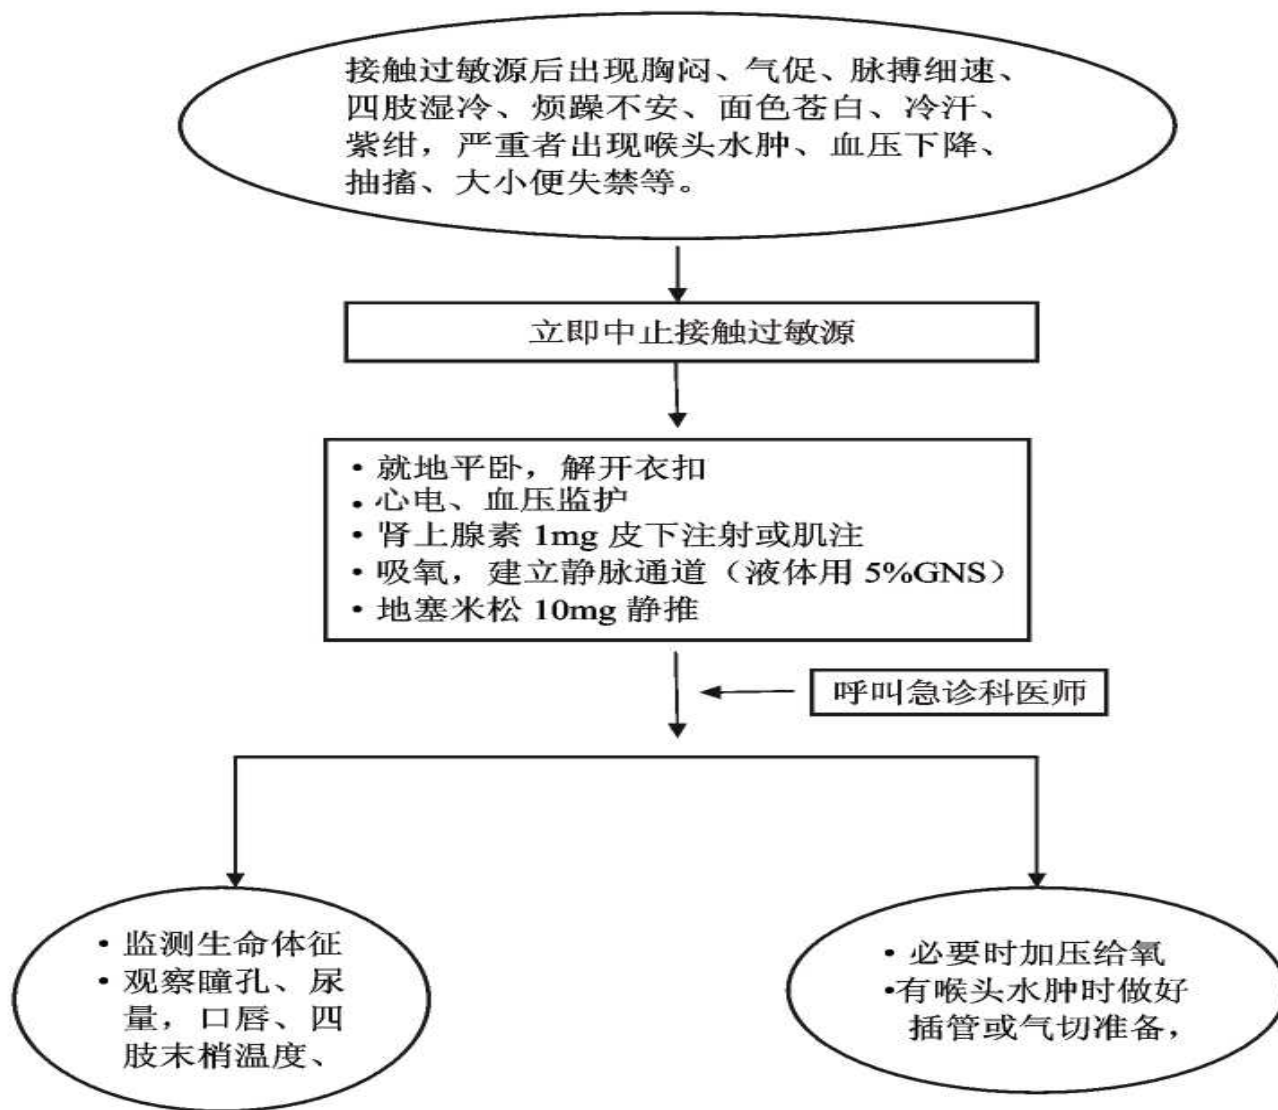 接触过敏源后出现胸闷、气促、脉搏细速、
四肢湿冷、烦躁不安、面色苍白、冷汗、
紫绀，严重者出现喉头水肿、血压下降、
抽搐、大小便失禁等。
立即中止接触过敏源
• 就地平卧，解开衣扣
• 心电、血压监护
• 肾上腺素 1mg 皮下注射或肌注
• 吸氧，建立静脉通道（液体用 5%GNS）
• 地塞米松 10mg 静推
呼叫急诊科医师
• 监测生命体征
• 观察瞳孔、尿
量，口唇、四
肢末梢温度、
• 必要时加压给氧
• 有喉头水肿时做好
插管或气切准备，